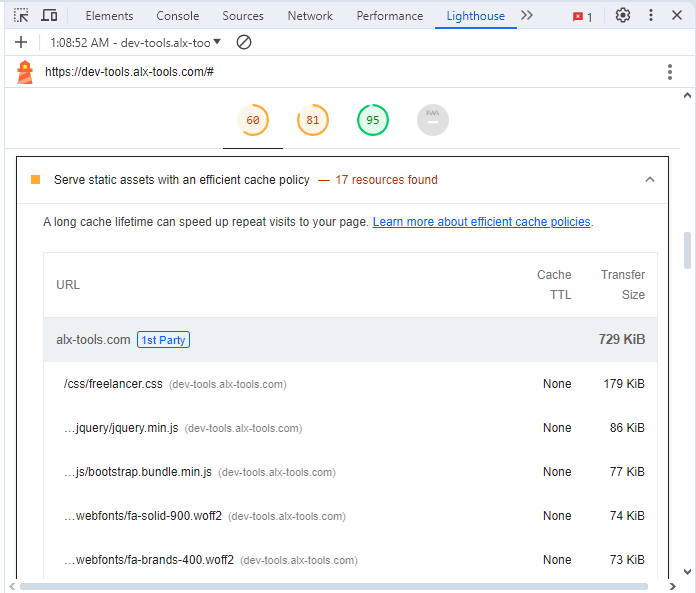 Elements Console Sources Network Performance Lighthouse 1
1:08:52 AM - dev-tools.alx-too
https://dev-tools.alx-tools.com/#
60 81 95 PWA
Serve static assets with an efficient cache policy — 17 resources found
A long cache lifetime can speed up repeat visits to your page. Learn more about efficient cache policies.
URL Cache TTL Transfer Size
alx-tools.com 1st Party 729 KiB
/css/freelancer.css (dev-tools.alx-tools.com) None 179 KiB
…jquery/jquery.min.js (dev-tools.alx-tools.com) None 86 KiB
…js/bootstrap.bundle.min.js (dev-tools.alx-tools.com) None 77 KiB
…webfonts/fa-solid-900.woff2 (dev-tools.alx-tools.com) None 74 KiB
…webfonts/fa-brands-400.woff2 (dev-tools.alx-tools.com) None 73 KiB